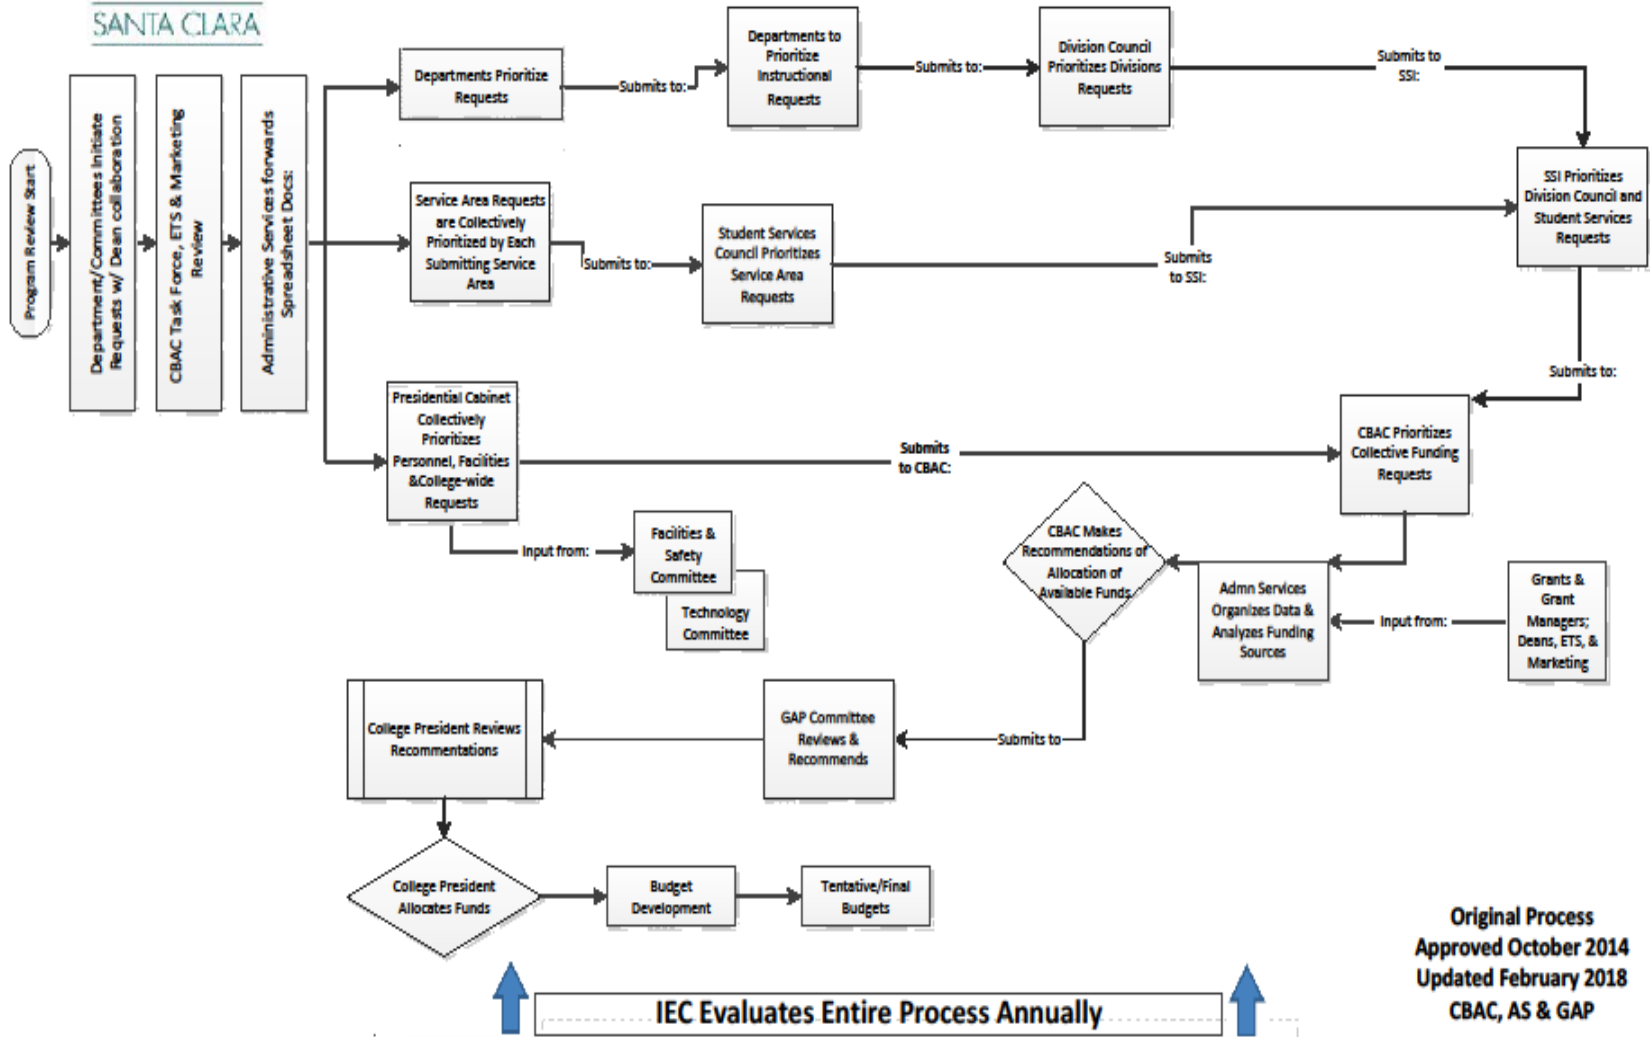 SANTA CLARA
Program Review Start
Department/Committees Initiate
Requests w/ Dean collaboration
CBAC Task Force, ETS & Marketing
Review
Administrative Services forwards
Spreadsheet Docs:
Departments Prioritize
Requests
Submits to:
Departments to
Prioritize
Instructional
Requests
Submits to:
Division Council
Prioritizes Divisions
Requests
Submits to
SSI:
Service Area Requests
are Collectively
Prioritized by Each
Submitting Service
Area
Submits to:
Student Services
Council Prioritizes
Service Area
Requests
Submits
to SSI:
SSI Prioritizes
Division Council and
Student Services
Requests
Submits to:
Presidential Cabinet
Collectively
Prioritizes
Personnel, Facilities
&College-wide
Requests
Submits
to CBAC:
CBAC Prioritizes
Collective Funding
Requests
Input from:
Facilities &
Safety
Committee
Technology
Committee
CBAC Makes
Recommendations of
Allocation of
Available Funds
Admn Services
Organizes Data &
Analyzes Funding
Sources
Input from:
Grants &
Grant
Managers;
Deans, ETS, &
Marketing
College President Reviews
Recommentations
GAP Committee
Reviews &
Recommends
Submits to
College President
Allocates Funds
Budget
Development
Tentative/Final
Budgets
Original Process
Approved October 2014
Updated February 2018
CBAC, AS & GAP
IEC Evaluates Entire Process Annually